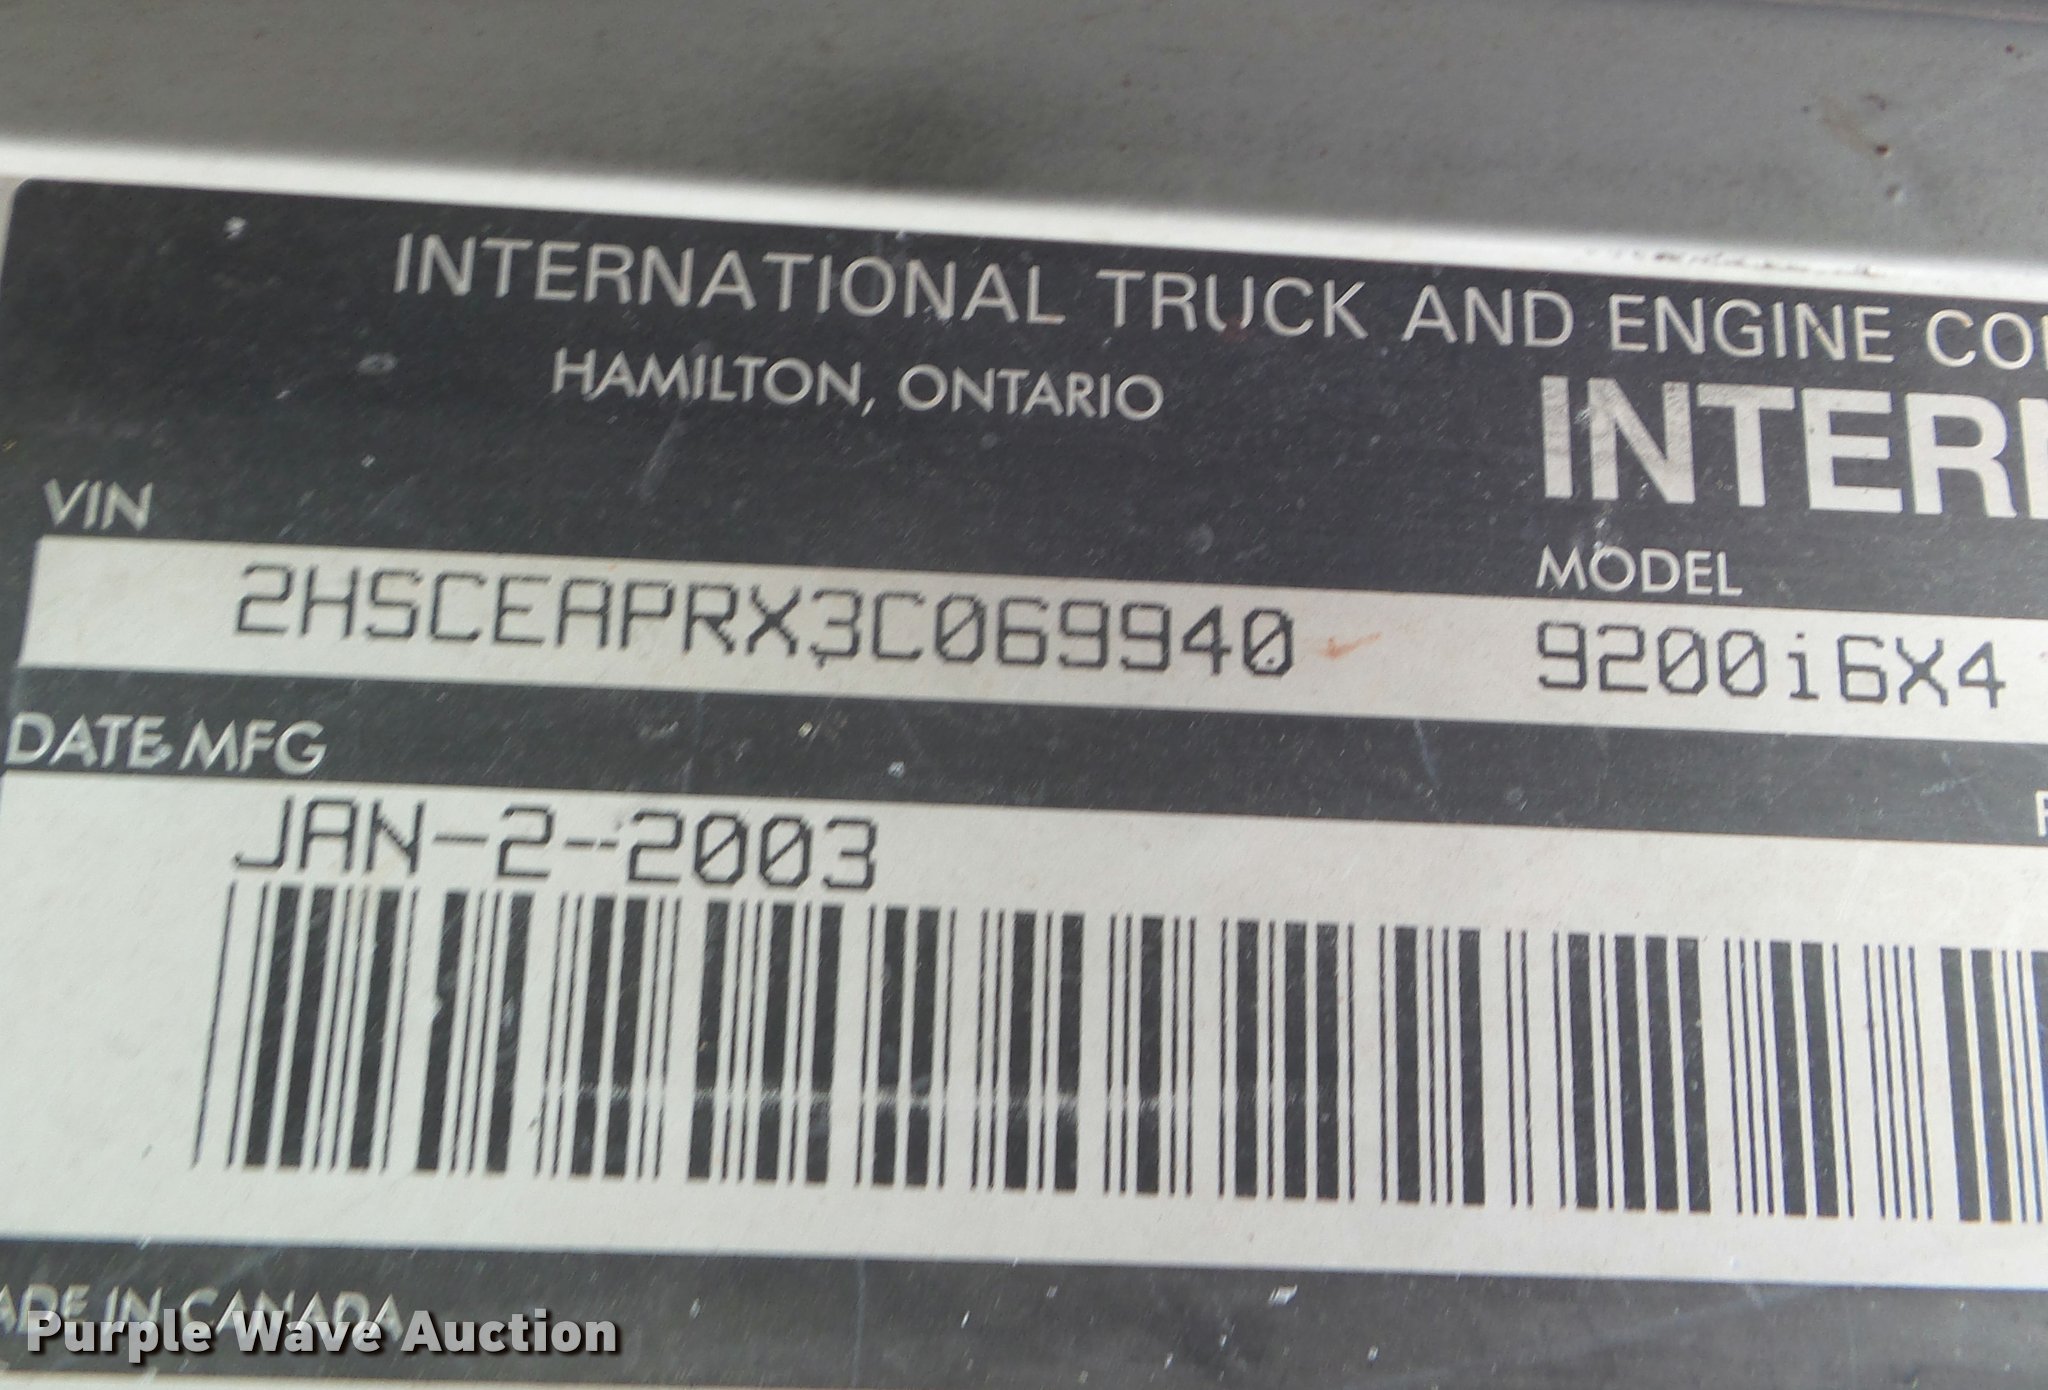 INTERNATIONAL TRUCK AND ENGINE CO
HAMILTON, ONTARIO
INTER
VIN
MODEL
2HSCEAPRX3C069940
9200i6X4
DATE MFG
JAN-2-2003
ADE IN CANADA
Purple Wave Auction